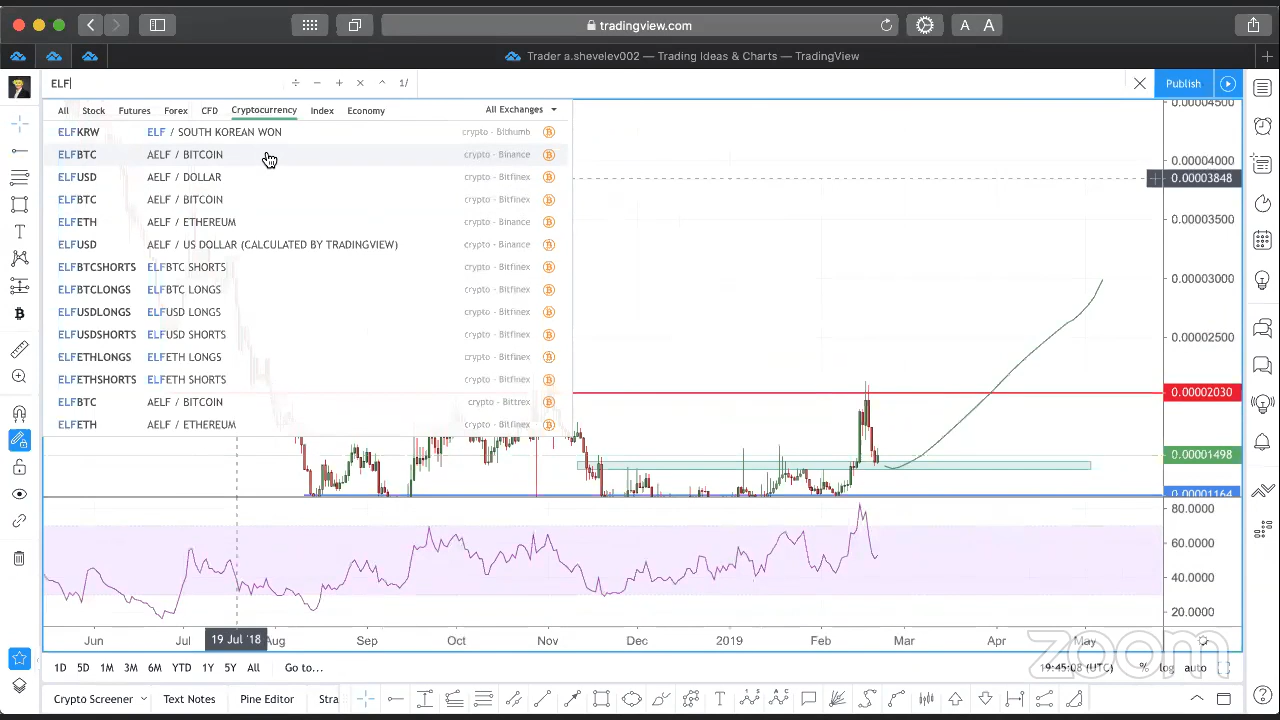 tradingview.com
A A
Trader a.shevelev002 — Trading Ideas & Charts — TradingView
ELF
÷ − + × ^ 1/
Publish
All Stock Futures Forex CFD Cryptocurrency Index Economy All Exchanges
ELFKRW ELF / SOUTH KOREAN WON crypto - Bithumb
ELFBTC AELF / BITCOIN crypto - Binance
ELFUSD AELF / DOLLAR crypto - Bitfinex
ELFBTC AELF / BITCOIN crypto - Bitfinex
ELFETH AELF / ETHEREUM crypto - Binance
ELFUSD AELF / US DOLLAR (CALCULATED BY TRADINGVIEW) crypto - Binance
ELFBTCSHORTS ELFBTC SHORTS crypto - Bitfinex
ELFBTCLONGS ELFBTC LONGS crypto - Bitfinex
ELFUSDLONGS ELFUSD LONGS crypto - Bitfinex
ELFUSDSHORTS ELFUSD SHORTS crypto - Bitfinex
ELFETHLONGS ELFETH LONGS crypto - Bitfinex
ELFETHSHORTS ELFETH SHORTS crypto - Bitfinex
ELFBTC AELF / BITCOIN crypto - Bittrex
ELFETH AELF / ETHEREUM crypto - Bitfinex
0.00004500
0.00004000
0.00003848
0.00003500
0.00003000
0.00002500
0.00002030
0.00001498
0.00001164
80.0000
60.0000
40.0000
20.0000
Jun Jul 19 Jul '18 Aug Sep Oct Nov Dec 2019 Feb Mar Apr May
zoom
1D 5D 1M 3M 6M YTD 1Y 5Y All Go to...
19:45:08 (UTC) % log auto
Crypto Screener Text Notes Pine Editor Stra